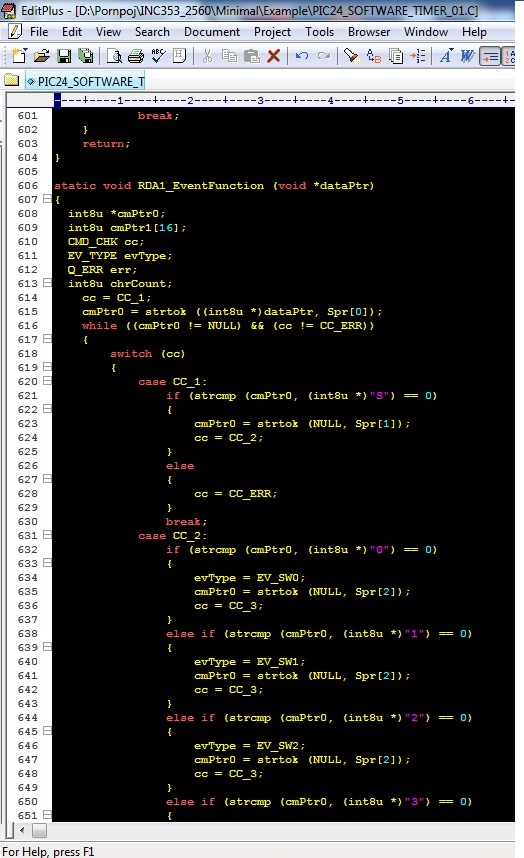 EditPlus - [D:\Pornpoj\INC353_2560\Minimal\Example\PIC24_SOFTWARE_TIMER_01.C]
File Edit View Search Document Project Tools Browser Window Help
PIC24_SOFTWARE_T
----+----1----+----2----+----3----+----4----+----5----+----6----+--
601 break;
602 }
603 return;
604 }
605
606 static void RDA1_EventFunction (void *dataPtr)
607 {
608 int8u *cmPtr0;
609 int8u cmPtr1[16];
610 CMD_CHK cc;
611 EV_TYPE evType;
612 Q_ERR err;
613 int8u chrCount;
614 cc = CC_1;
615 cmPtr0 = strtok ((int8u *)dataPtr, Spr[0]);
616 while ((cmPtr0 != NULL) && (cc != CC_ERR))
617 {
618 switch (cc)
619 {
620 case CC_1:
621 if (strcmp (cmPtr0, (int8u *)"S") == 0)
622 {
623 cmPtr0 = strtok (NULL, Spr[1]);
624 cc = CC_2;
625 }
626 else
627 {
628 cc = CC_ERR;
629 }
630 break;
631 case CC_2:
632 if (strcmp (cmPtr0, (int8u *)"0") == 0)
633 {
634 evType = EV_SW0;
635 cmPtr0 = strtok (NULL, Spr[2]);
636 cc = CC_3;
637 }
638 else if (strcmp (cmPtr0, (int8u *)"1") == 0)
639 {
640 evType = EV_SW1;
641 cmPtr0 = strtok (NULL, Spr[2]);
642 cc = CC_3;
643 }
644 else if (strcmp (cmPtr0, (int8u *)"2") == 0)
645 {
646 evType = EV_SW2;
647 cmPtr0 = strtok (NULL, Spr[2]);
648 cc = CC_3;
649 }
650 else if (strcmp (cmPtr0, (int8u *)"3") == 0)
651 {
For Help, press F1